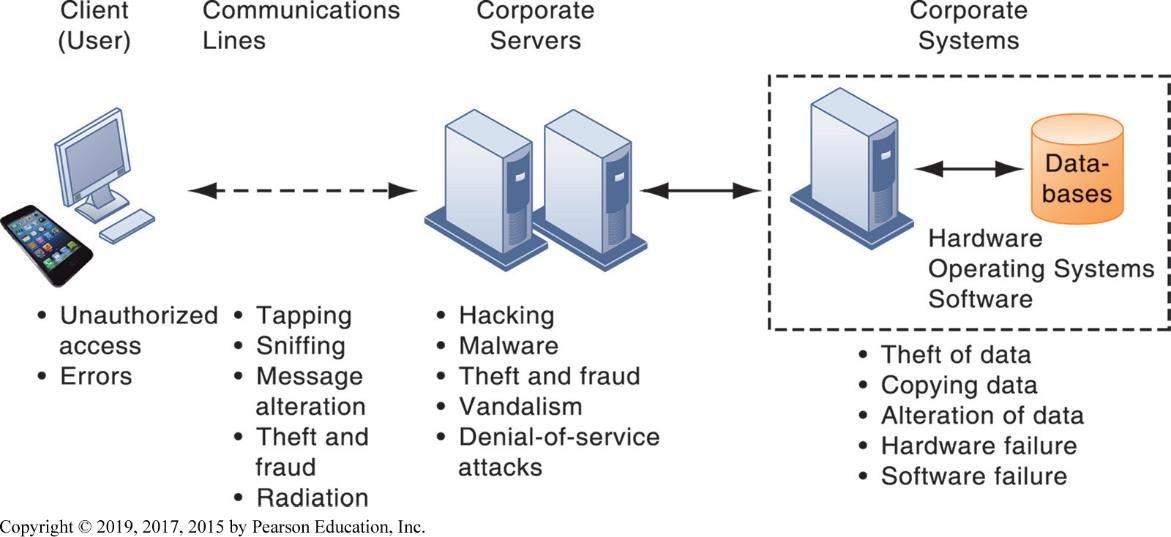 Client
(User)
Communications
Lines
Corporate
Servers
Corporate
Systems
Data-
bases
Hardware
Operating Systems
Software
• Unauthorized
access
• Errors
• Tapping
• Sniffing
• Message
alteration
• Theft and
fraud
• Radiation
• Hacking
• Malware
• Theft and fraud
• Vandalism
• Denial-of-service
attacks
• Theft of data
• Copying data
• Alteration of data
• Hardware failure
• Software failure
Copyright © 2019, 2017, 2015 by Pearson Education, Inc.